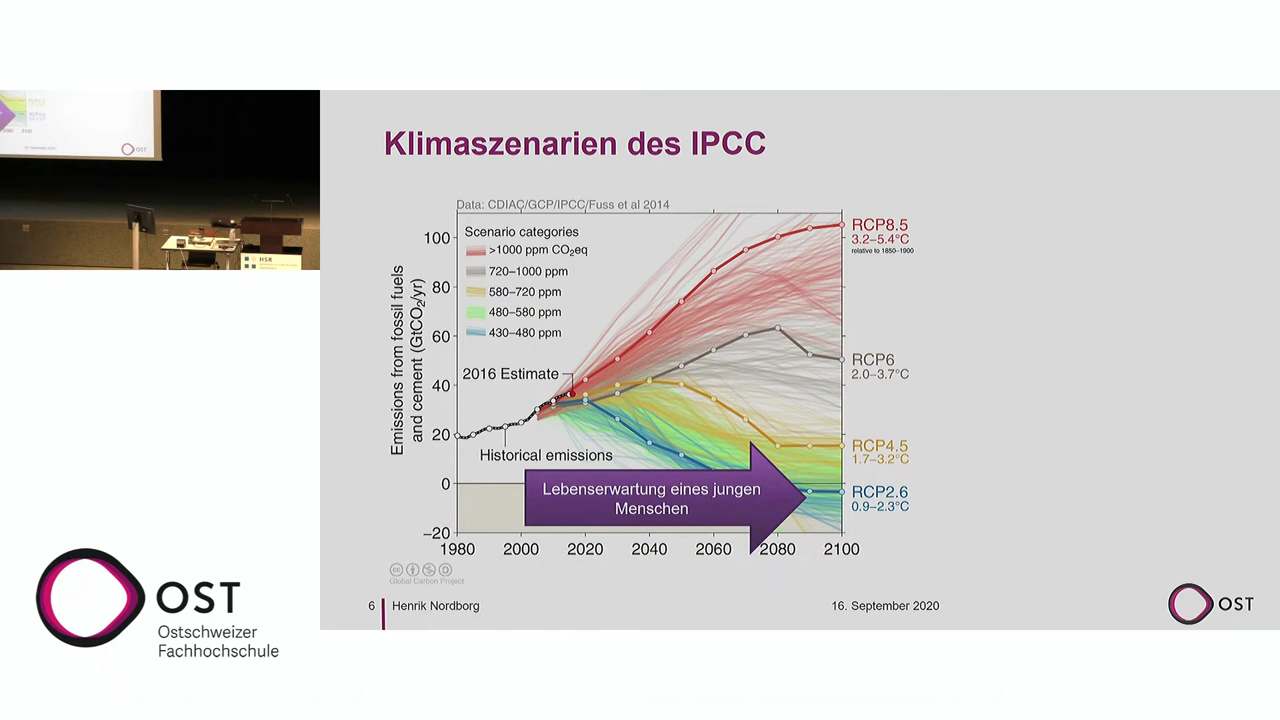 Klimaszenarien des IPCC
Data: CDIAC/GCP/IPCC/Fuss et al 2014
Scenario categories
>1000 ppm CO₂eq
720–1000 ppm
580–720 ppm
480–580 ppm
430–480 ppm
2016 Estimate
Historical emissions
Emissions from fossil fuels
and cement (GtCO₂/yr)
100
80
60
40
20
0
−20
1980
2000
2020
2040
2060
2080
2100
RCP8.5
3.2–5.4°C
relative to 1850–1900
RCP6
2.0–3.7°C
RCP4.5
1.7–3.2°C
RCP2.6
0.9–2.3°C
Lebenserwartung eines jungen
Menschen
Global Carbon Project
6
Henrik Nordborg
16. September 2020
OST
OST
HSR
OST
Ostschweizer
Fachhochschule